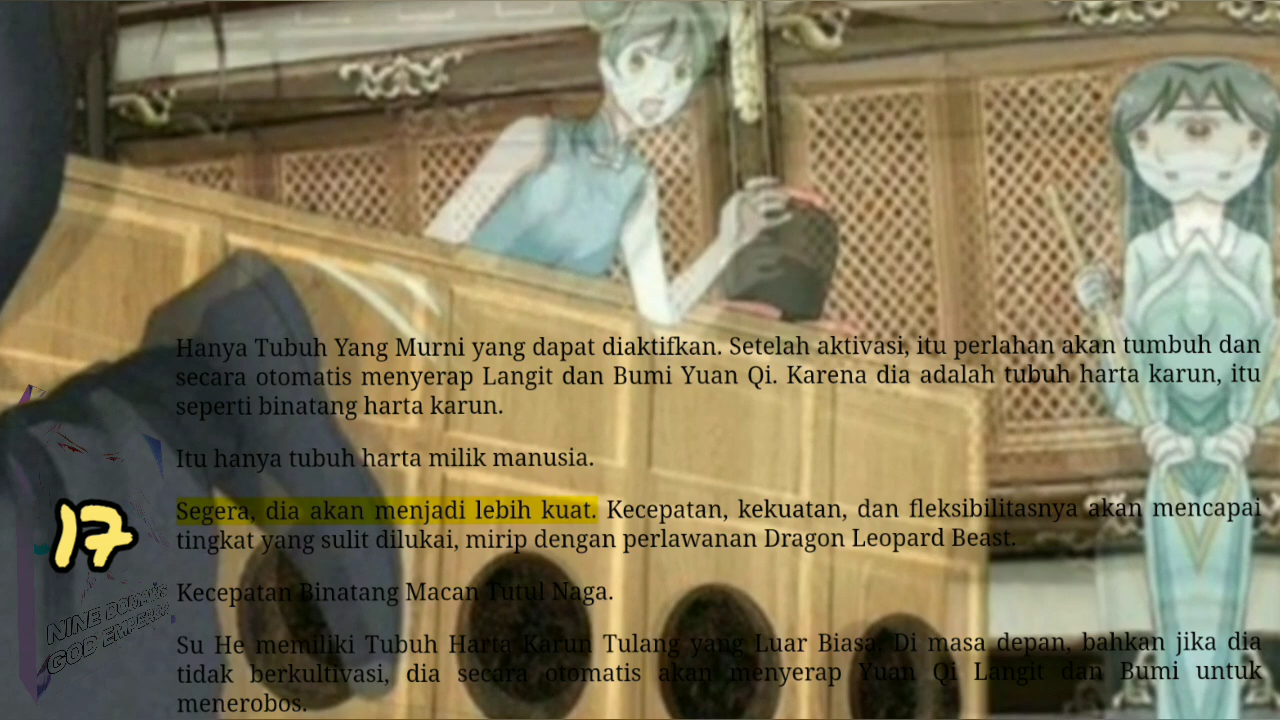 Hanya Tubuh Yang Murni yang dapat diaktifkan. Setelah aktivasi, itu perlahan akan tumbuh dan
secara otomatis menyerap Langit dan Bumi Yuan Qi. Karena dia adalah tubuh harta karun, itu
seperti binatang harta karun.
Itu hanya tubuh harta milik manusia.
Segera, dia akan menjadi lebih kuat. Kecepatan, kekuatan, dan fleksibilitasnya akan mencapai
tingkat yang sulit dilukai, mirip dengan perlawanan Dragon Leopard Beast.
17
Kecepatan Binatang Macan Tutul Naga.
NINE DOMAINS
GOD EMPEROR
Su He memiliki Tubuh Harta Karun Tulang yang Luar Biasa. Di masa depan, bahkan jika dia
tidak berkultivasi, dia secara otomatis akan menyerap Yuan Qi Langit dan Bumi untuk
menerobos.